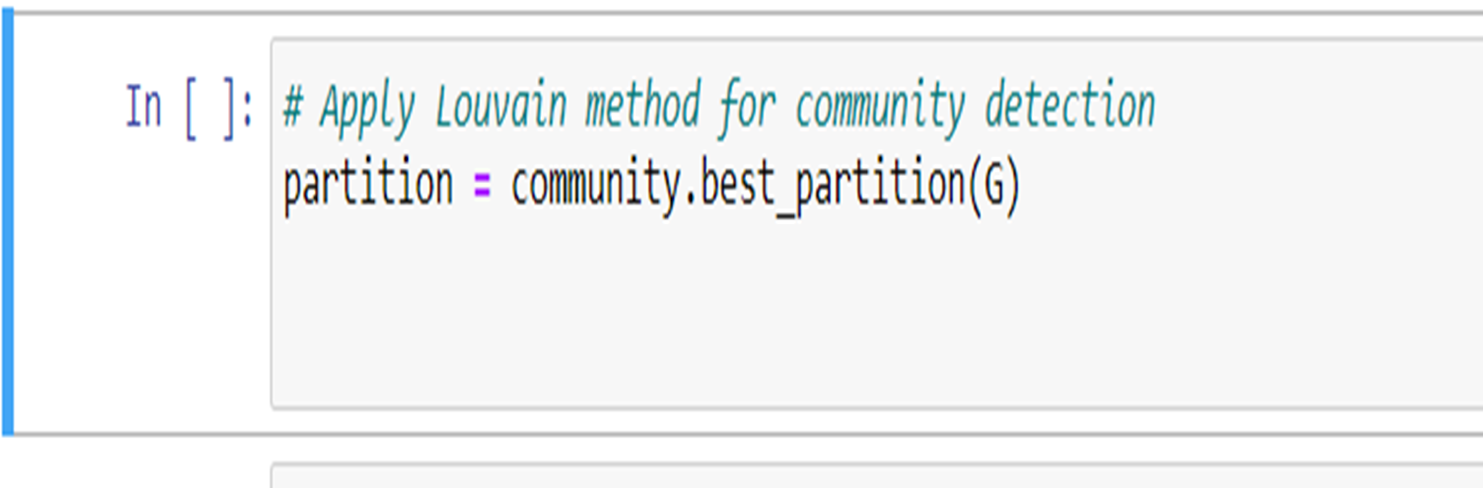 In [ ]: # Apply Louvain method for community detection
partition = community.best_partition(G)